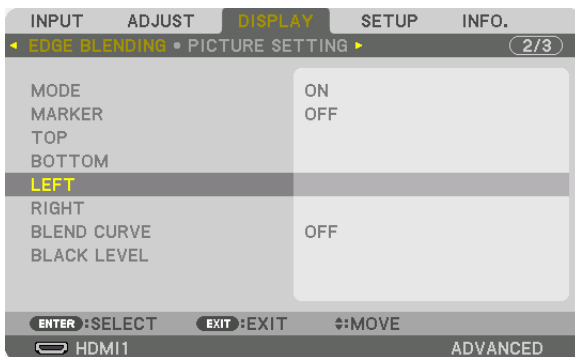 INPUT ADJUST DISPLAY SETUP INFO.
EDGE BLENDING • PICTURE SETTING 2/3
MODE ON
MARKER OFF
TOP
BOTTOM
LEFT
RIGHT
BLEND CURVE OFF
BLACK LEVEL
ENTER :SELECT EXIT :EXIT :MOVE
HDMI1 ADVANCED